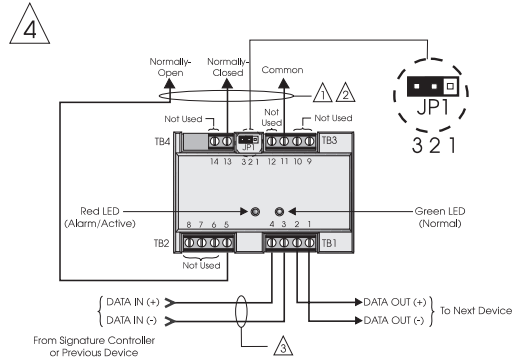 4
Normally-
Open
Normally-
Closed
Common
1 2
Not Used
Not
Used
Not Used
JP1
3 2 1
TB4
JP1
TB3
14 13 3 2 1 12 11 10 9
Red LED
(Alarm/Active)
Green LED
(Normal)
8 7 6 5 4 3 2 1
TB2
TB1
Not Used
DATA IN (+)
DATA OUT (+)
DATA IN (-)
DATA OUT (-)
To Next Device
3
From Signature Controller
or Previous Device